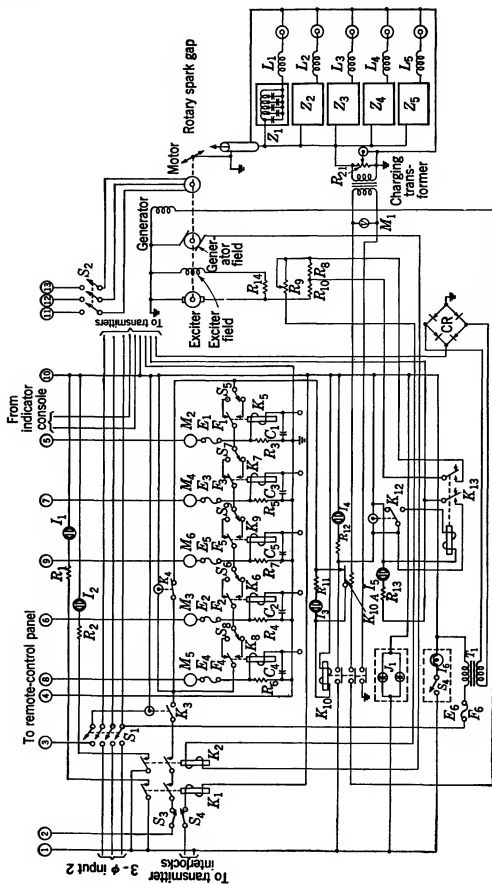 To remote-control panel
From indicator console
To transmitters
3-ϕ input 2
To transmitter interlocks
1
2
3
4
8
6
9
7
5
10
11
12
13
S1
S2
S3
S4
K1
K2
K3
K4
R1
I1
R2
I2
M5
E4
F4
S8
K8
R6
C4
M3
E2
F2
S6
K6
R4
C2
M6
E5
F5
S9
K9
R7
C5
M4
E3
F3
S7
K7
R5
C3
M2
E1
F1
S5
K5
R3
C1
Exciter
Exciter field
Generator
Generator field
Motor
Rotary spark gap
R14
R9
R10
R8
L1
L2
L3
L4
L5
Z1
Z2
Z3
Z4
Z5
R21
Charging transformer
M1
CR
K10
I3
R11
R12
I4
K10 A
I5
R13
K12
K13
J1
S4
I6
E6
F6
T1